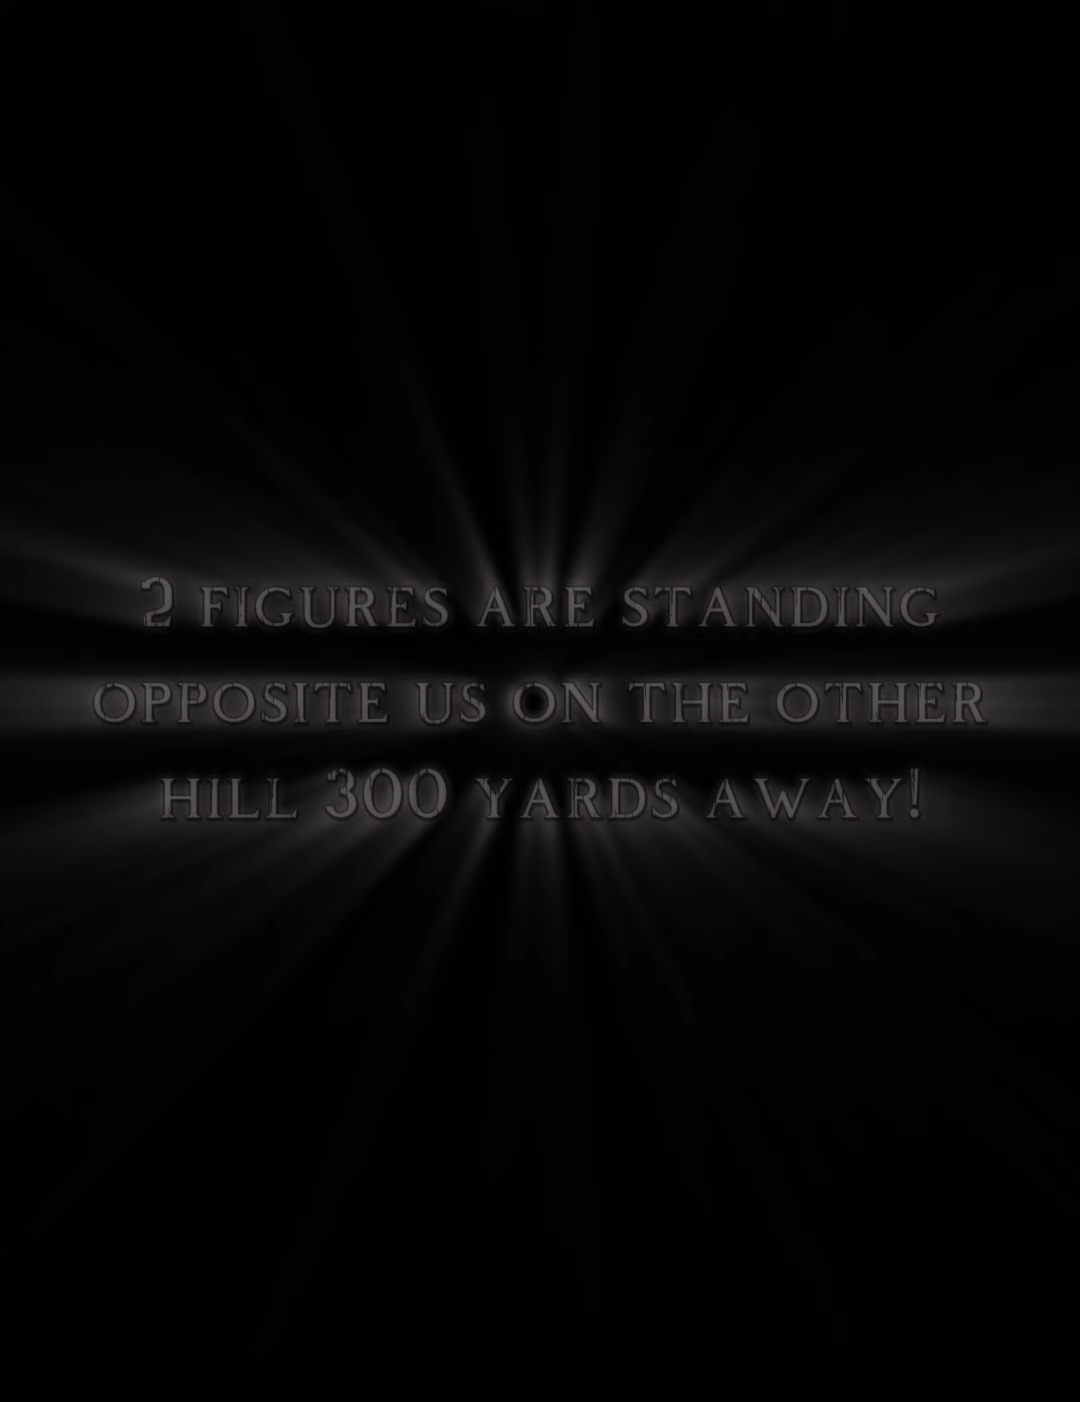 2 FIGURES ARE STANDING
OPPOSITE US ON THE OTHER
HILL 300 YARDS AWAY!